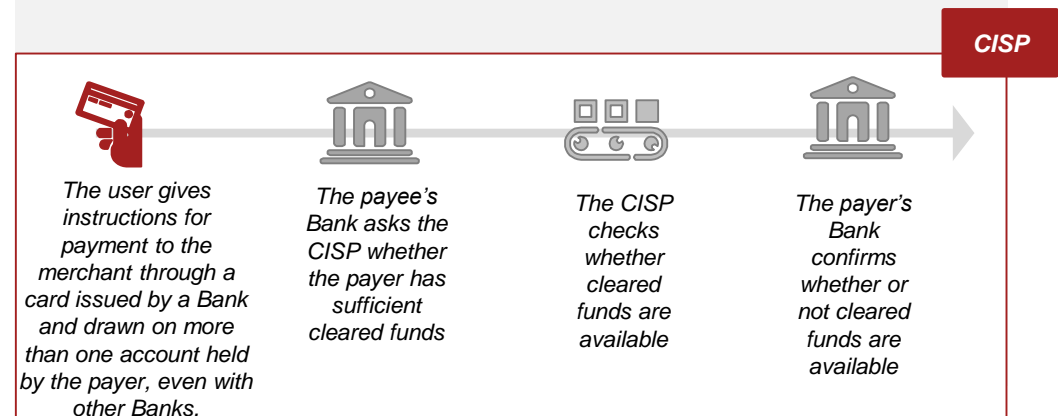 CISP
The user gives
instructions for
payment to the
merchant through a
card issued by a Bank
and drawn on more
than one account held
by the payer, even with
other Banks.
The payee's
Bank asks the
CISP whether
the payer has
sufficient
cleared funds
The CISP
checks
whether
cleared
funds are
available
The payer's
Bank
confirms
whether or
not cleared
funds are
available